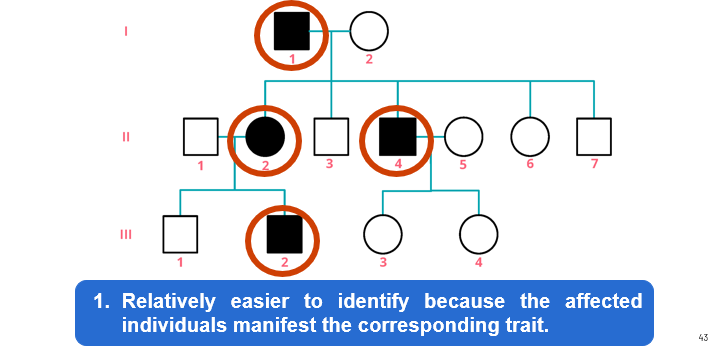 I
1 2
II
1 2 3 4 5 6 7
III
1 2 3 4
1. Relatively easier to identify because the affected
individuals manifest the corresponding trait.
43